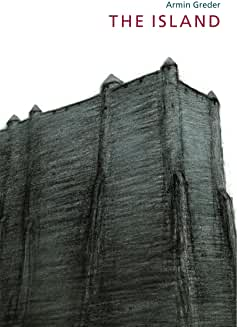 Armin Greder
THE ISLAND